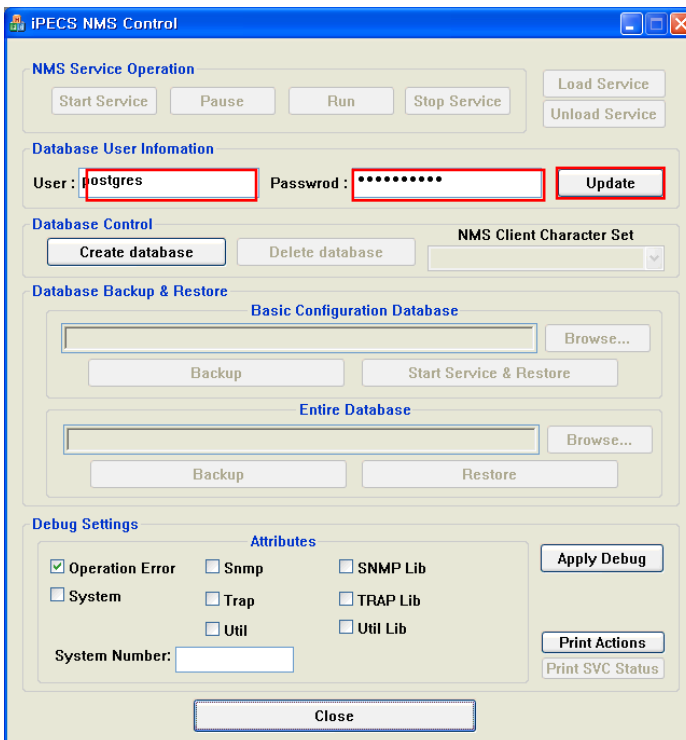 iPECS NMS Control
NMS Service Operation
Start Service Pause Run Stop Service
Load Service
Unload Service
Database User Infomation
User : postgres Passwrod : •••••••••• Update
Database Control
Create database Delete database
NMS Client Character Set
Database Backup & Restore
Basic Configuration Database
Browse...
Backup Start Service & Restore
Entire Database
Browse...
Backup Restore
Debug Settings
Attributes
Operation Error Snmp SNMP Lib
System Trap TRAP Lib
Util Util Lib
System Number:
Apply Debug
Print Actions
Print SVC Status
Close